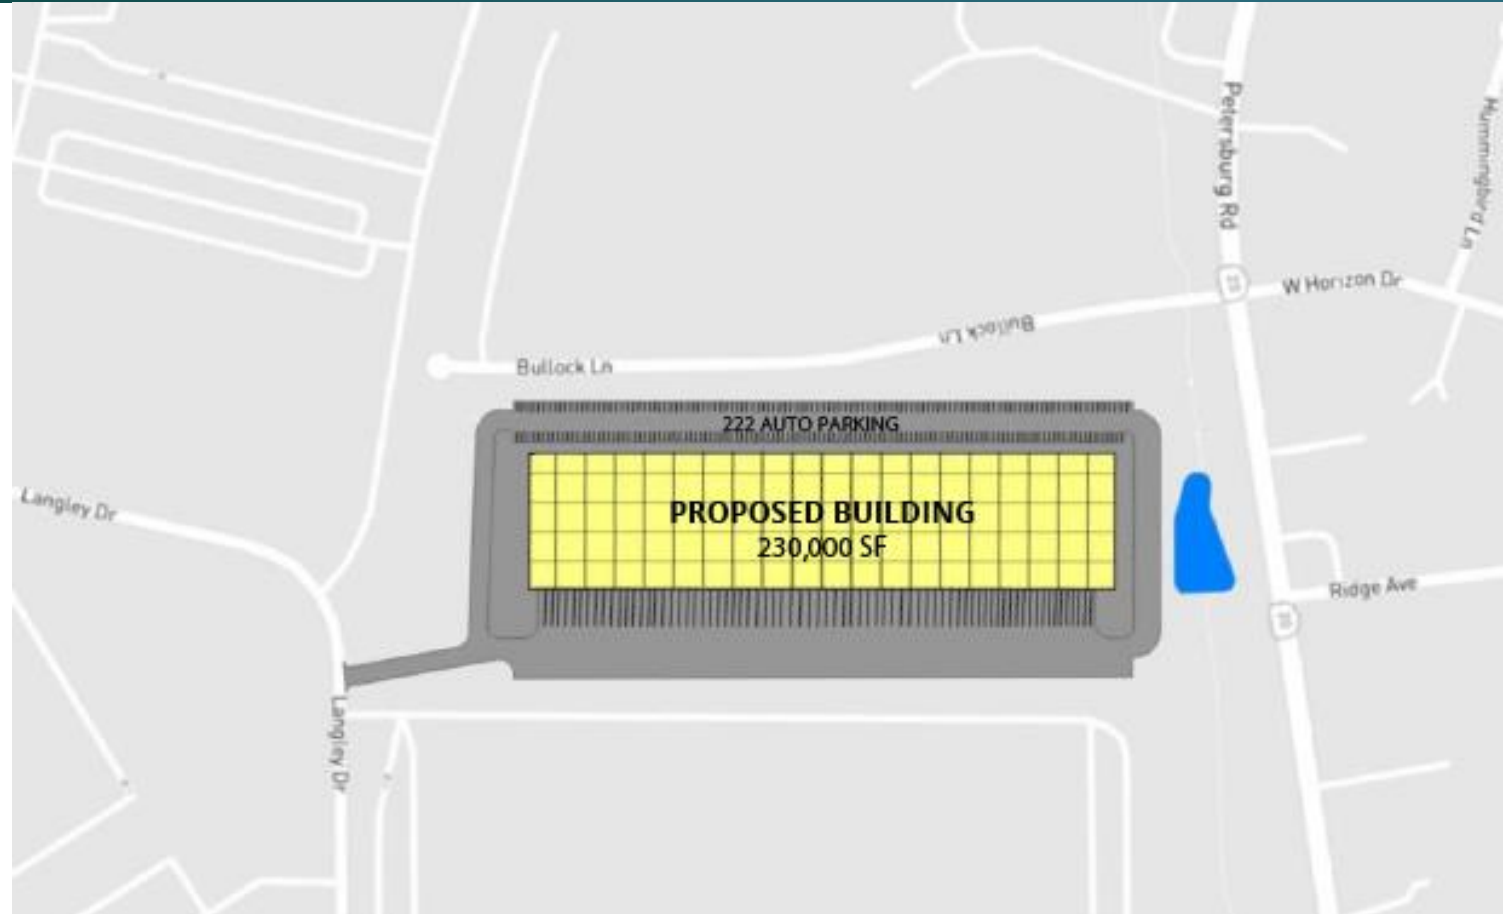 Petersburg Rd
Hummingbird Ln
W Horizon Dr
Bullock Ln
Bullock Ln
222 AUTO PARKING
Langley Dr
PROPOSED BUILDING
230,000 SF
Ridge Ave
Langley Dr